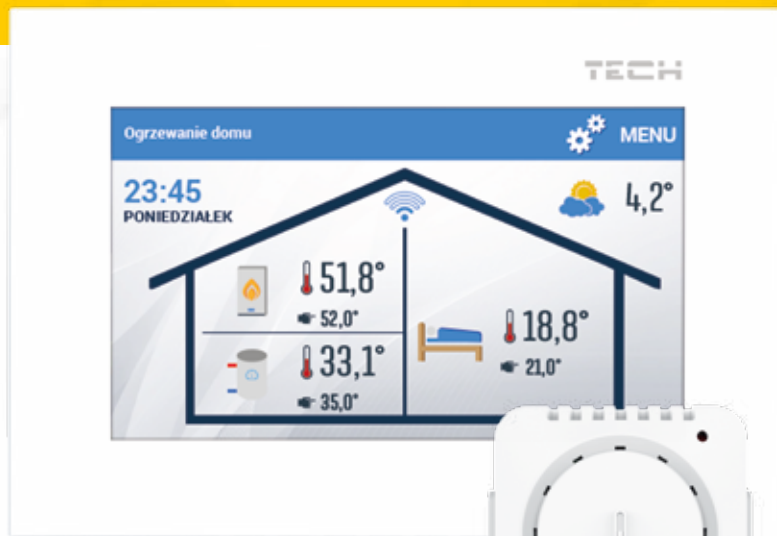 TECH
Ogrzewanie domu
MENU
23:45
PONIEDZIAŁEK
4,2°
51,8°
52,0°
33,1°
35,0°
18,8°
21,0°